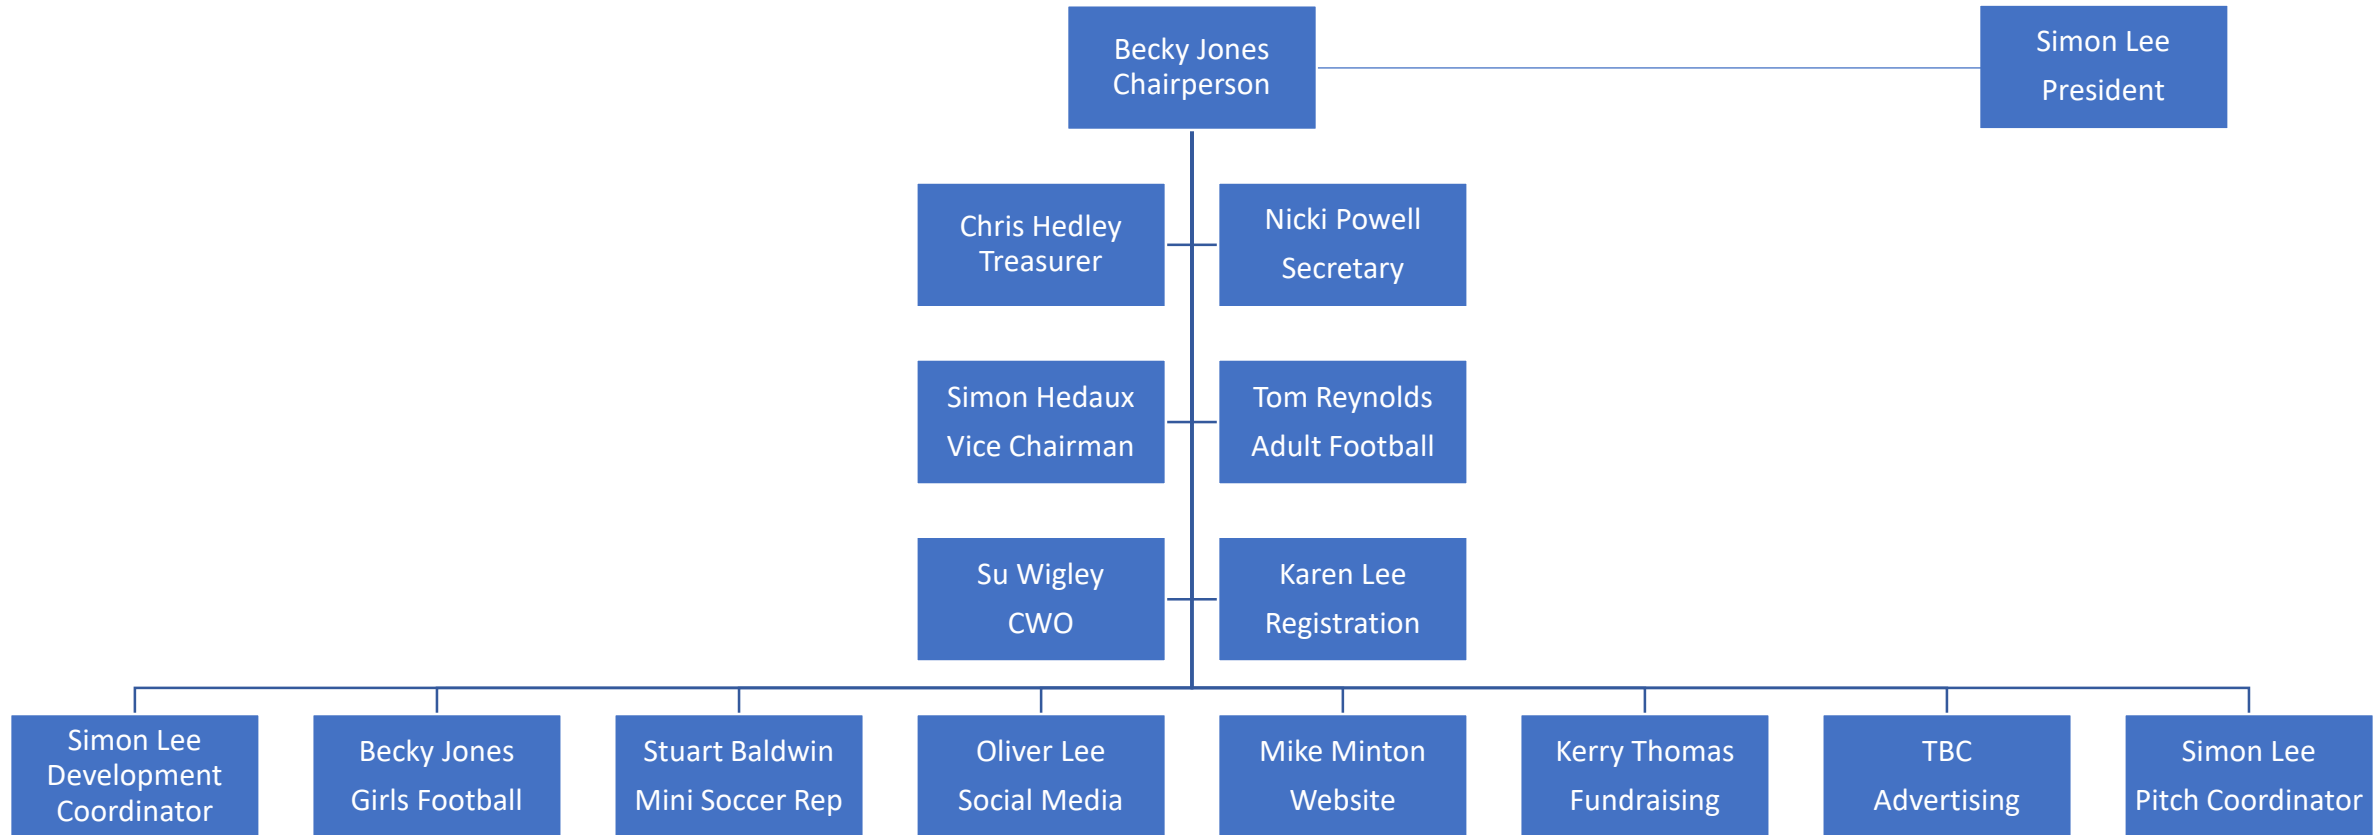 Becky Jones
Chairperson
Simon Lee
President
Chris Hedley
Treasurer
Nicki Powell
Secretary
Simon Hedaux
Vice Chairman
Tom Reynolds
Adult Football
Su Wigley
CWO
Karen Lee
Registration
Simon Lee
Development
Coordinator
Becky Jones
Girls Football
Stuart Baldwin
Mini Soccer Rep
Oliver Lee
Social Media
Mike Minton
Website
Kerry Thomas
Fundraising
TBC
Advertising
Simon Lee
Pitch Coordinator